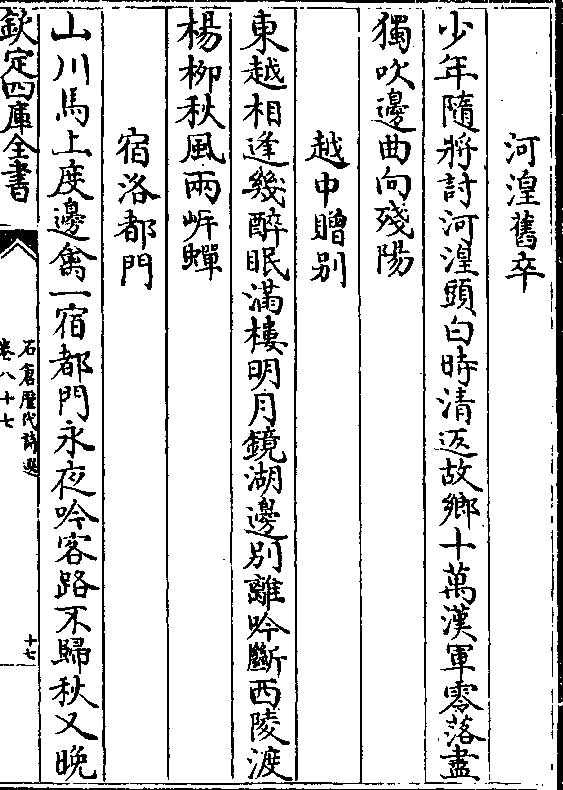 河湟舊卒
少年隨將討河湟頭白時清返故鄉十萬漢軍零落盡
獨吹邊曲向殘陽
越中贈别
東越相逢幾醉眠滿樓明月鏡湖邊别離吟斷西陵渡
楊柳秋風兩岸蟬
宿洛都門
山川馬上度邊禽一宿都門永夜吟客路不歸秋又晚
欽定四庫全書
石倉歷代詩選
卷八十七
十七